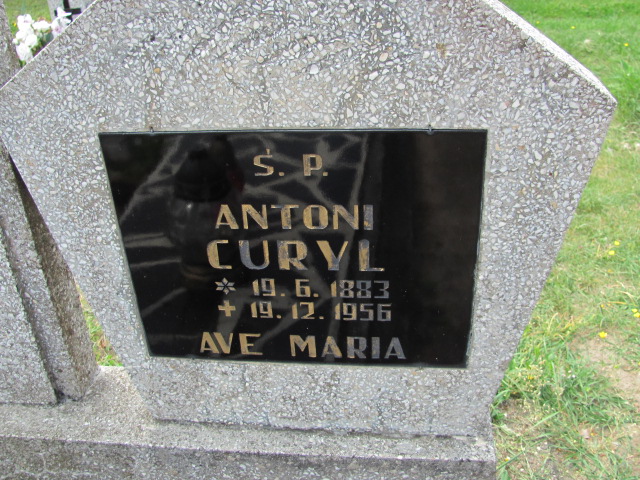 Ś. P.
ANTONI
CURYL
* 19. 6. 1883
+ 19. 12. 1956
AVE MARIA